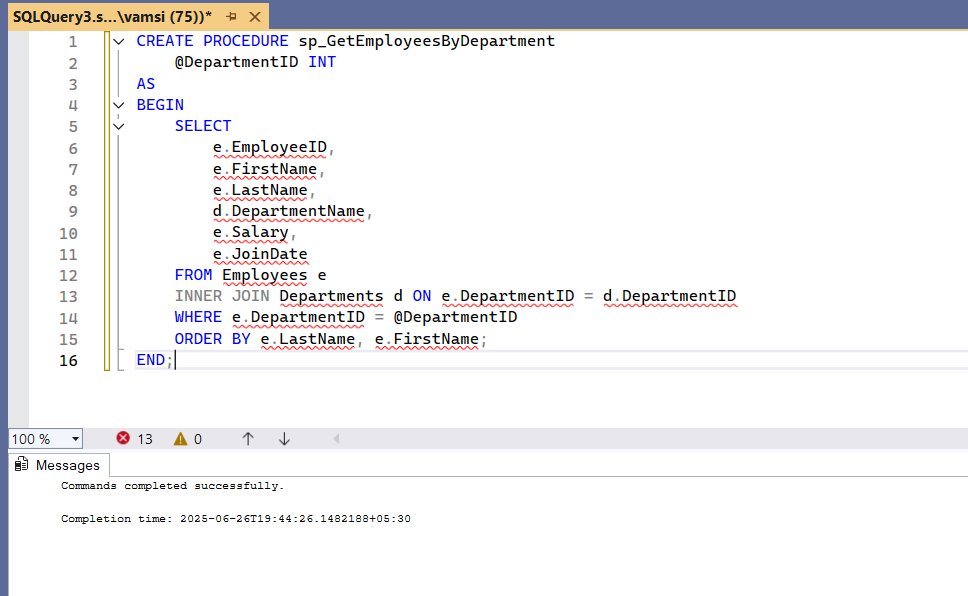 SQLQuery3.s...\vamsi (75))*
1 CREATE PROCEDURE sp_GetEmployeesByDepartment
2 @DepartmentID INT
3 AS
4 BEGIN
5 SELECT
6 e.EmployeeID,
7 e.FirstName,
8 e.LastName,
9 d.DepartmentName,
10 e.Salary,
11 e.JoinDate
12 FROM Employees e
13 INNER JOIN Departments d ON e.DepartmentID = d.DepartmentID
14 WHERE e.DepartmentID = @DepartmentID
15 ORDER BY e.LastName, e.FirstName;
16 END;
100 % 13 0
Messages
Commands completed successfully.
Completion time: 2025-06-26T19:44:26.1482188+05:30